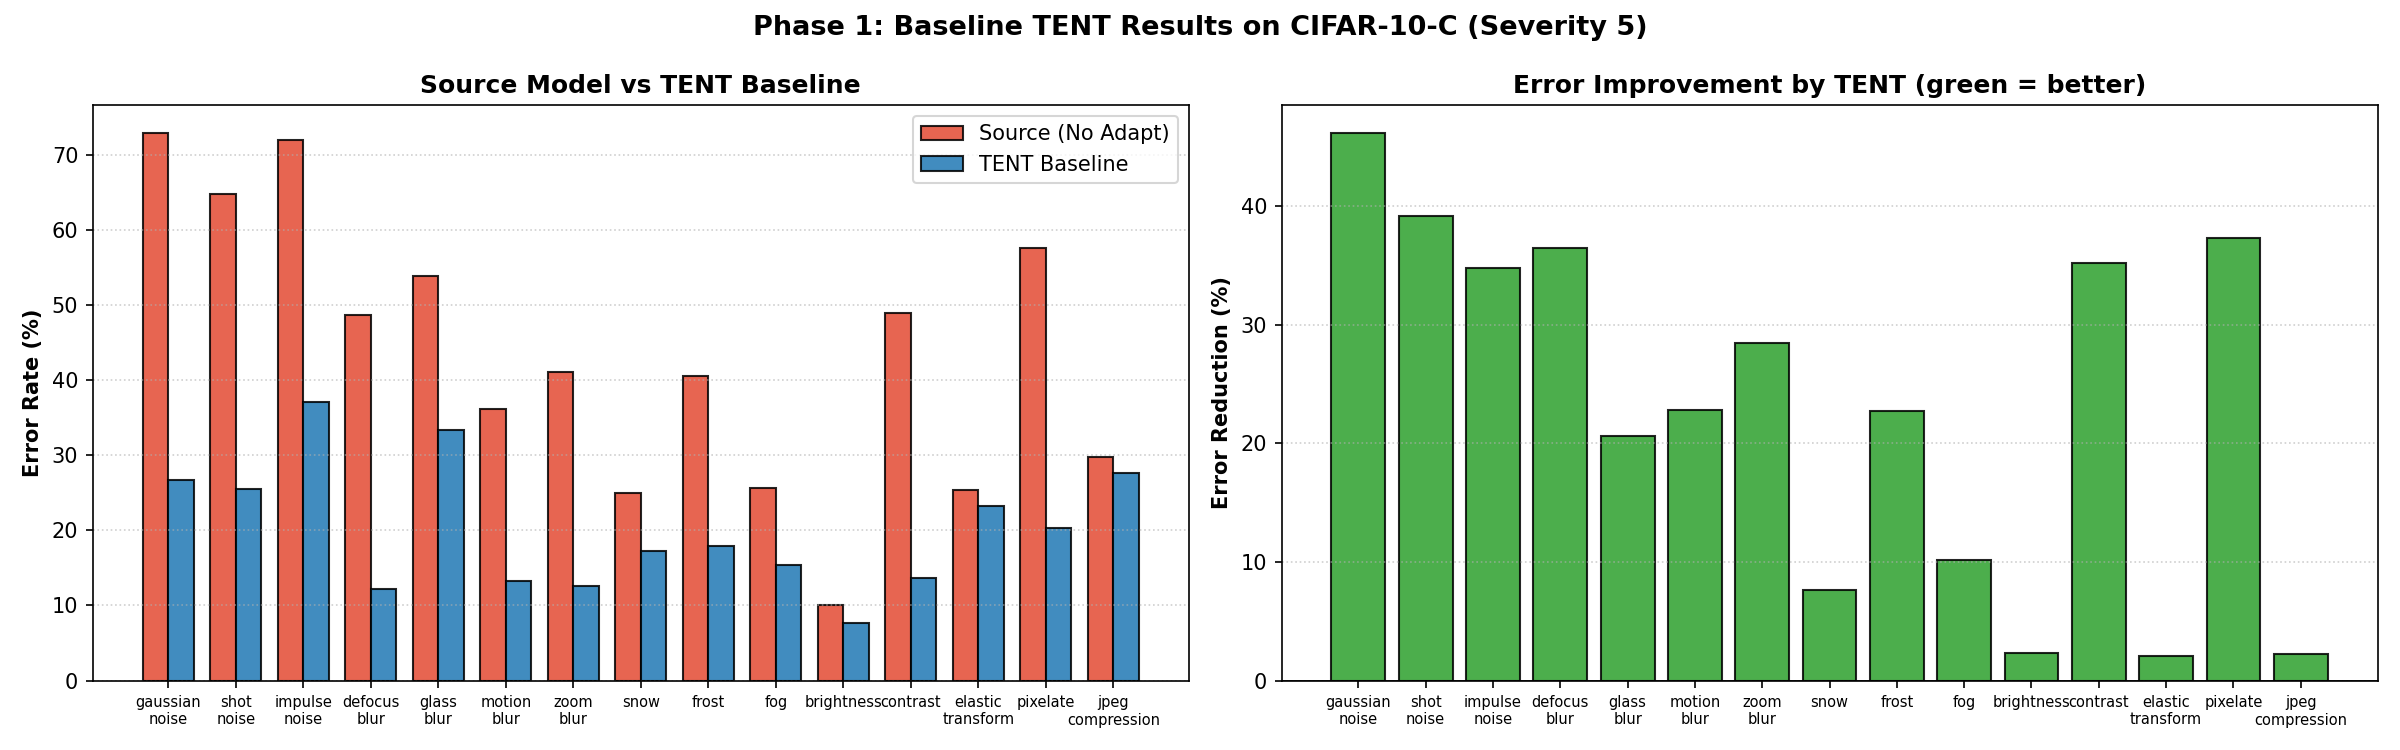 Phase 1: Baseline TENT Results on CIFAR-10-C (Severity 5)
Source Model vs TENT Baseline
Error Rate (%)
70
60
50
40
30
20
10
0
Source (No Adapt)
TENT Baseline
gaussian noise
shot noise
impulse noise
defocus blur
glass blur
motion blur
zoom blur
snow
frost
fog
brightness
contrast
elastic transform
pixelate
jpeg compression
Error Improvement by TENT (green = better)
Error Reduction (%)
40
30
20
10
0
gaussian noise
shot noise
impulse noise
defocus blur
glass blur
motion blur
zoom blur
snow
frost
fog
brightness
contrast
elastic transform
pixelate
jpeg compression